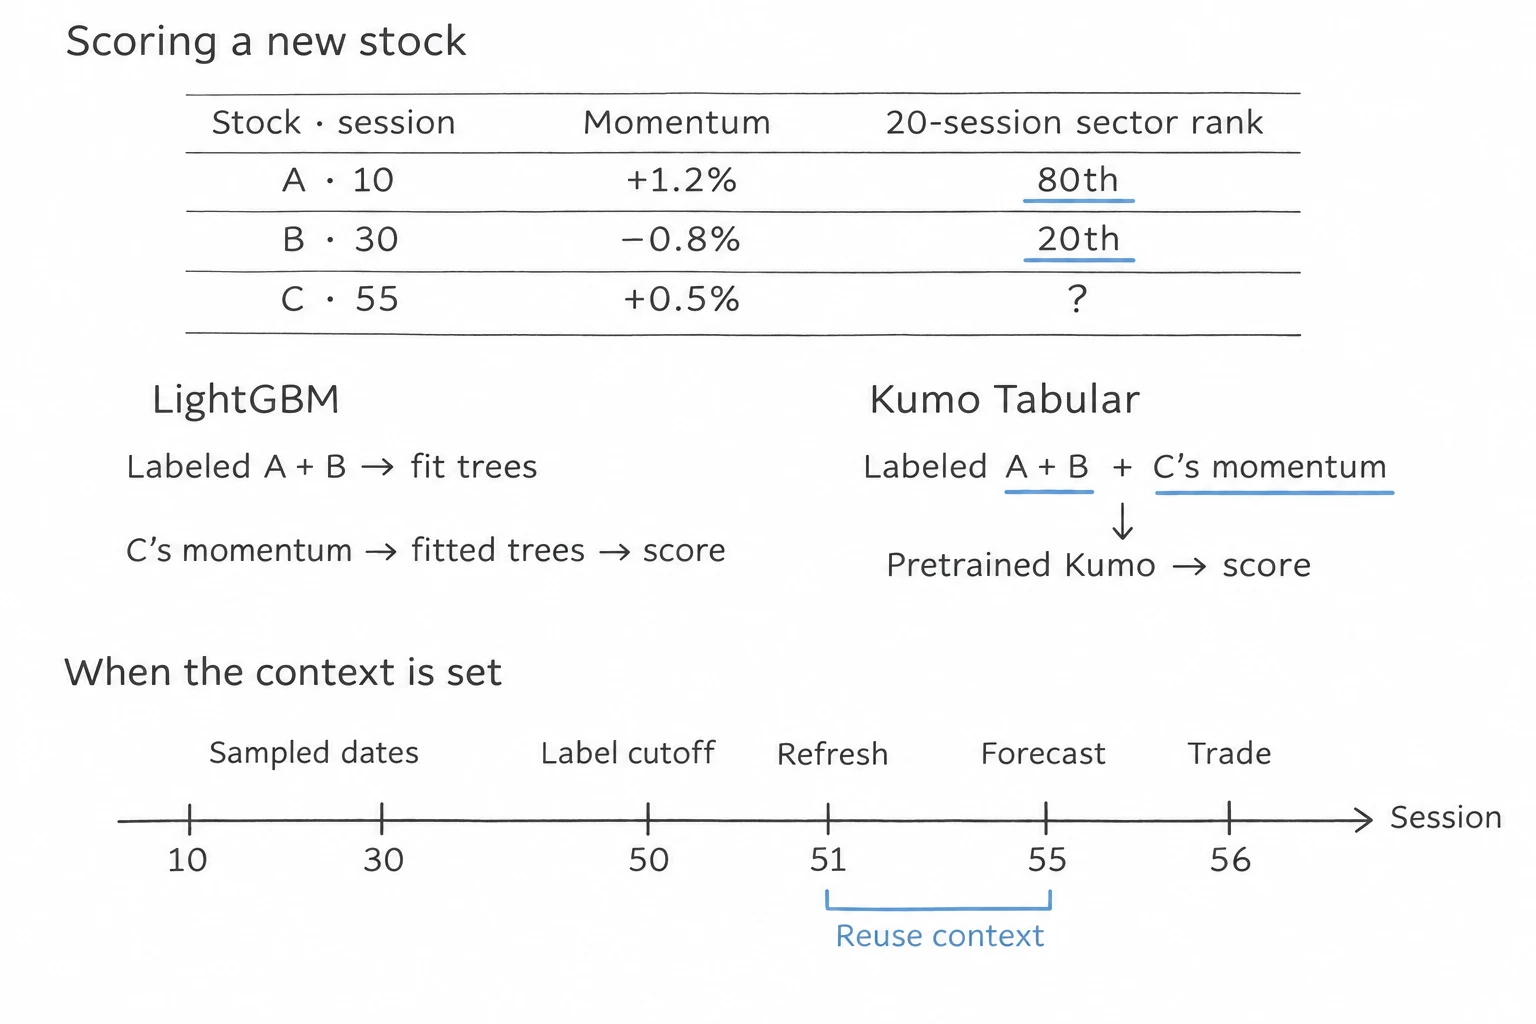 Scoring a new stock
Stock · session Momentum 20-session sector rank
A · 10 +1.2% 80th
B · 30 −0.8% 20th
C · 55 +0.5% ?
LightGBM
Labeled A + B → fit trees
C’s momentum → fitted trees → score
Kumo Tabular
Labeled A + B + C’s momentum
↓
Pretrained Kumo → score
When the context is set
Sampled dates Label cutoff Refresh Forecast Trade
Session
10 30 50 51 55 56
Reuse context